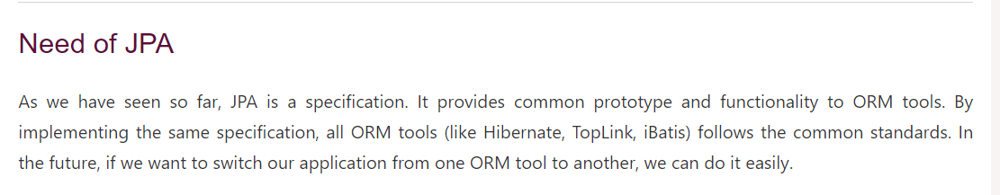 Need of JPA
As we have seen so far, JPA is a specification. It provides common prototype and functionality to ORM tools. By
implementing the same specification, all ORM tools (like Hibernate, TopLink, iBatis) follows the common standards. In
the future, if we want to switch our application from one ORM tool to another, we can do it easily.